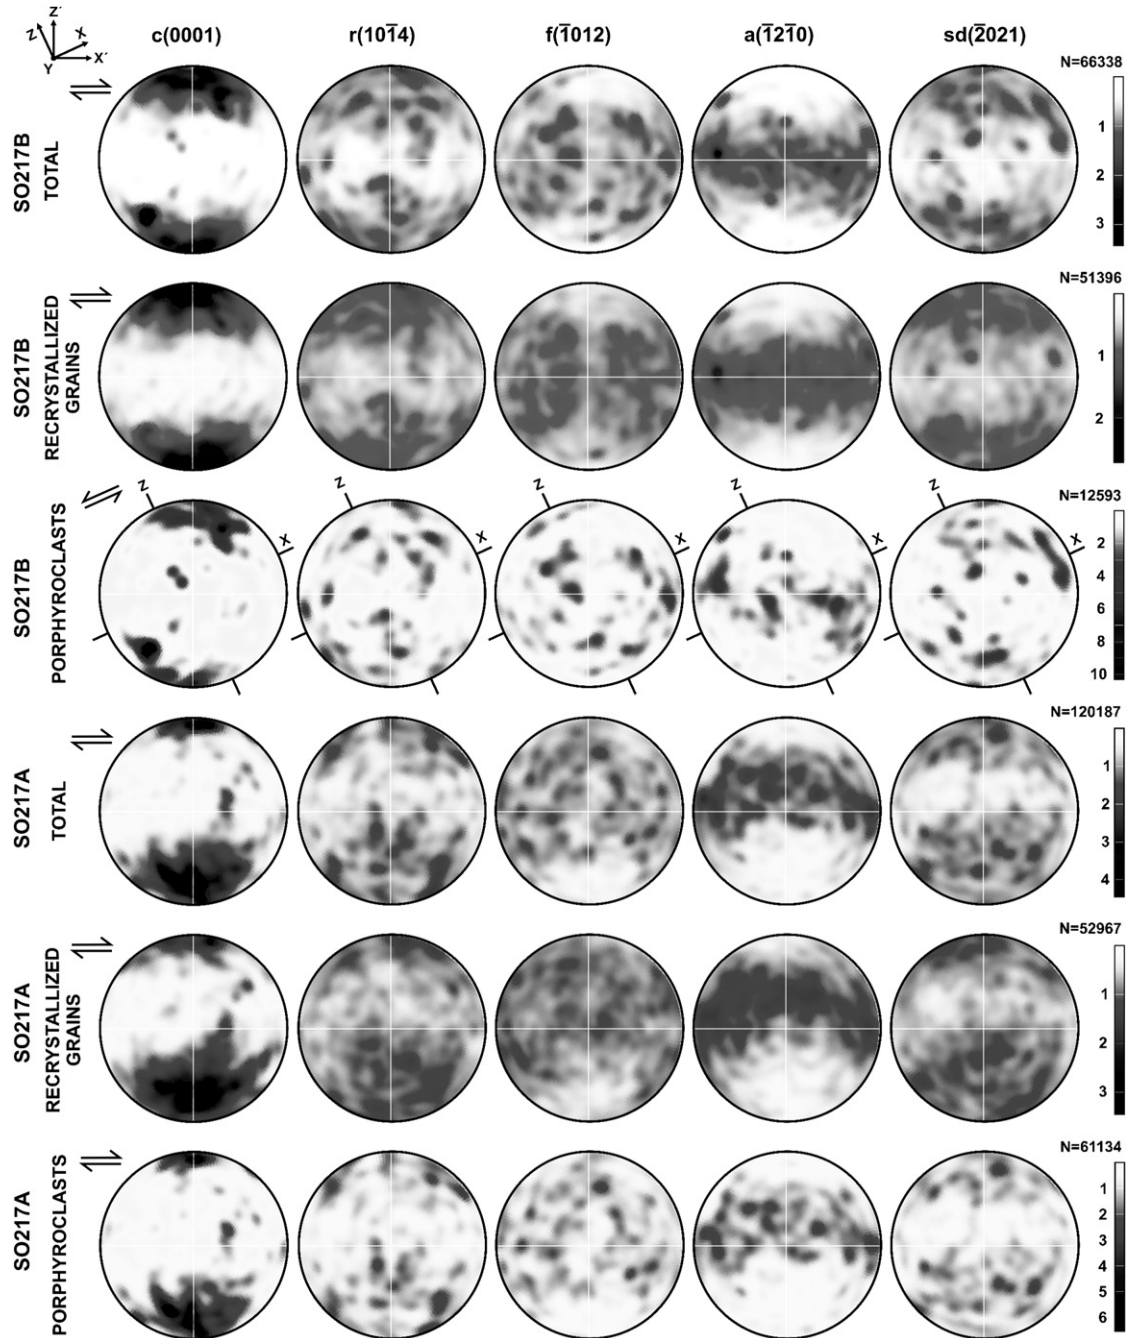 Z´
Z
X
X´
Y
c(0001)
r(101̅4)
f(1̅012)
a(1̅21̅0)
sd(2̅021)
SO217B
TOTAL
N=66338
1
2
3
SO217B
RECRYSTALLIZED
GRAINS
N=51396
1
2
SO217B
PORPHYROCLASTS
Z
X
Z
X
Z
X
Z
X
Z
X
N=12593
2
4
6
8
10
SO217A
TOTAL
N=120187
1
2
3
4
SO217A
RECRYSTALLIZED
GRAINS
N=52967
1
2
3
SO217A
PORPHYROCLASTS
N=61134
1
2
3
4
5
6